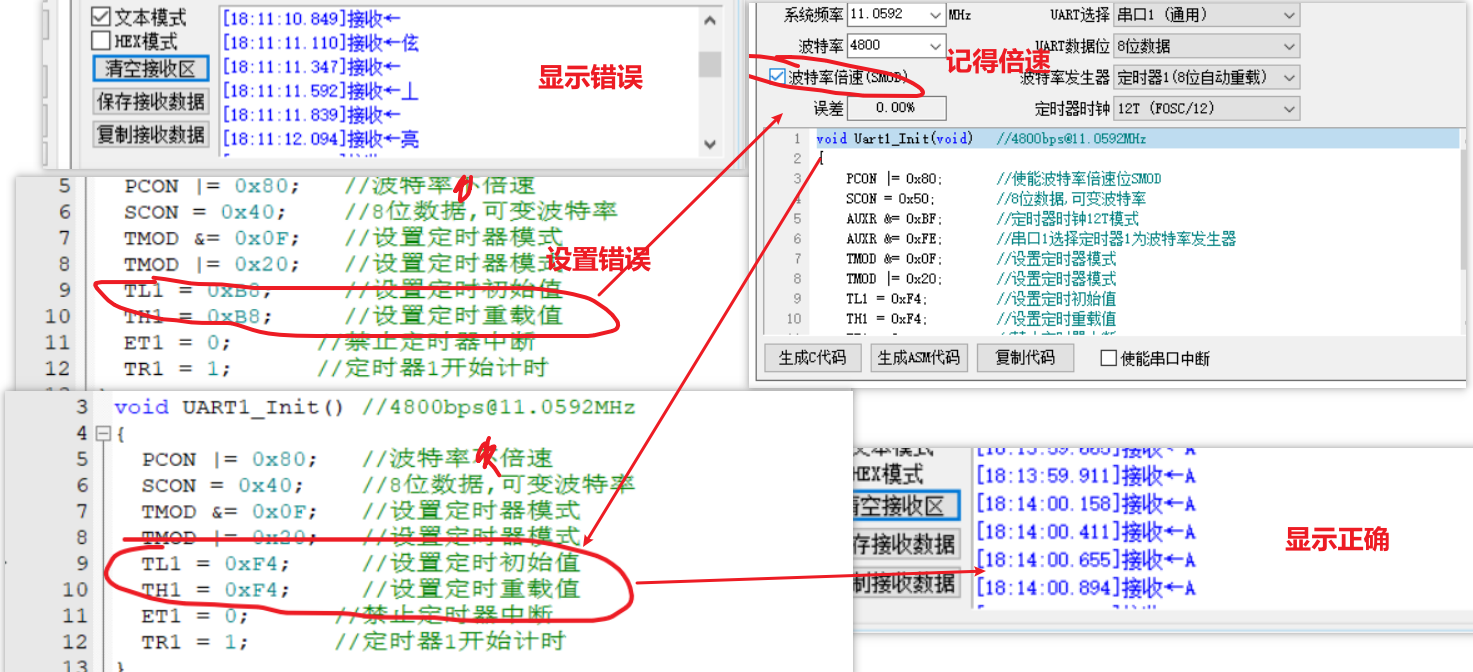 文本模式
HEX模式
清空接收区
保存接收数据
复制接收数据
[18:11:10.849]接收←
[18:11:11.110]接收←伭
[18:11:11.347]接收←
[18:11:11.592]接收←丄
[18:11:11.839]接收←
[18:11:12.094]接收←亮
显示错误
系统频率 11.0592 MHz UART选择 串口1 (通用)
波特率 4800 UART数据位 8位数据
波特率倍速(SMOD) 波特率发生器 定时器1(8位自动重载)
误差 0.00% 定时器时钟 12T (FOSC/12)
记得倍速
1 void Uart1_Init(void) //4800bps@11.0592MHz
2 {
3 PCON |= 0x80; //使能波特率倍速位SMOD
4 SCON = 0x50; //8位数据,可变波特率
5 AUXR &= 0xBF; //定时器时钟12T模式
6 AUXR &= 0xFE; //串口1选择定时器1为波特率发生器
7 TMOD &= 0x0F; //设置定时器模式
8 TMOD |= 0x20; //设置定时器模式
9 TL1 = 0xF4; //设置定时初始值
10 TH1 = 0xF4; //设置定时重载值
生成C代码 生成ASM代码 复制代码 使能串口中断
5 PCON |= 0x80; //波特率不倍速
6 SCON = 0x40; //8位数据,可变波特率
7 TMOD &= 0x0F; //设置定时器模式
8 TMOD |= 0x20; //设置定时器模式
9 TL1 = 0xB8; //设置定时初始值
10 TH1 = 0xB8; //设置定时重载值
11 ET1 = 0; //禁止定时器中断
12 TR1 = 1; //定时器1开始计时
设置错误
3 void UART1_Init() //4800bps@11.0592MHz
4 {
5 PCON |= 0x80; //波特率不倍速
6 SCON = 0x40; //8位数据,可变波特率
7 TMOD &= 0x0F; //设置定时器模式
8 TMOD |= 0x20; //设置定时器模式
9 TL1 = 0xF4; //设置定时初始值
10 TH1 = 0xF4; //设置定时重载值
11 ET1 = 0; //禁止定时器中断
12 TR1 = 1; //定时器1开始计时
13 }
文本模式
HEX模式
清空接收区
存接收数据
制接收数据
[18:13:59.665]接收←A
[18:13:59.911]接收←A
[18:14:00.158]接收←A
[18:14:00.411]接收←A
[18:14:00.655]接收←A
[18:14:00.894]接收←A
显示正确